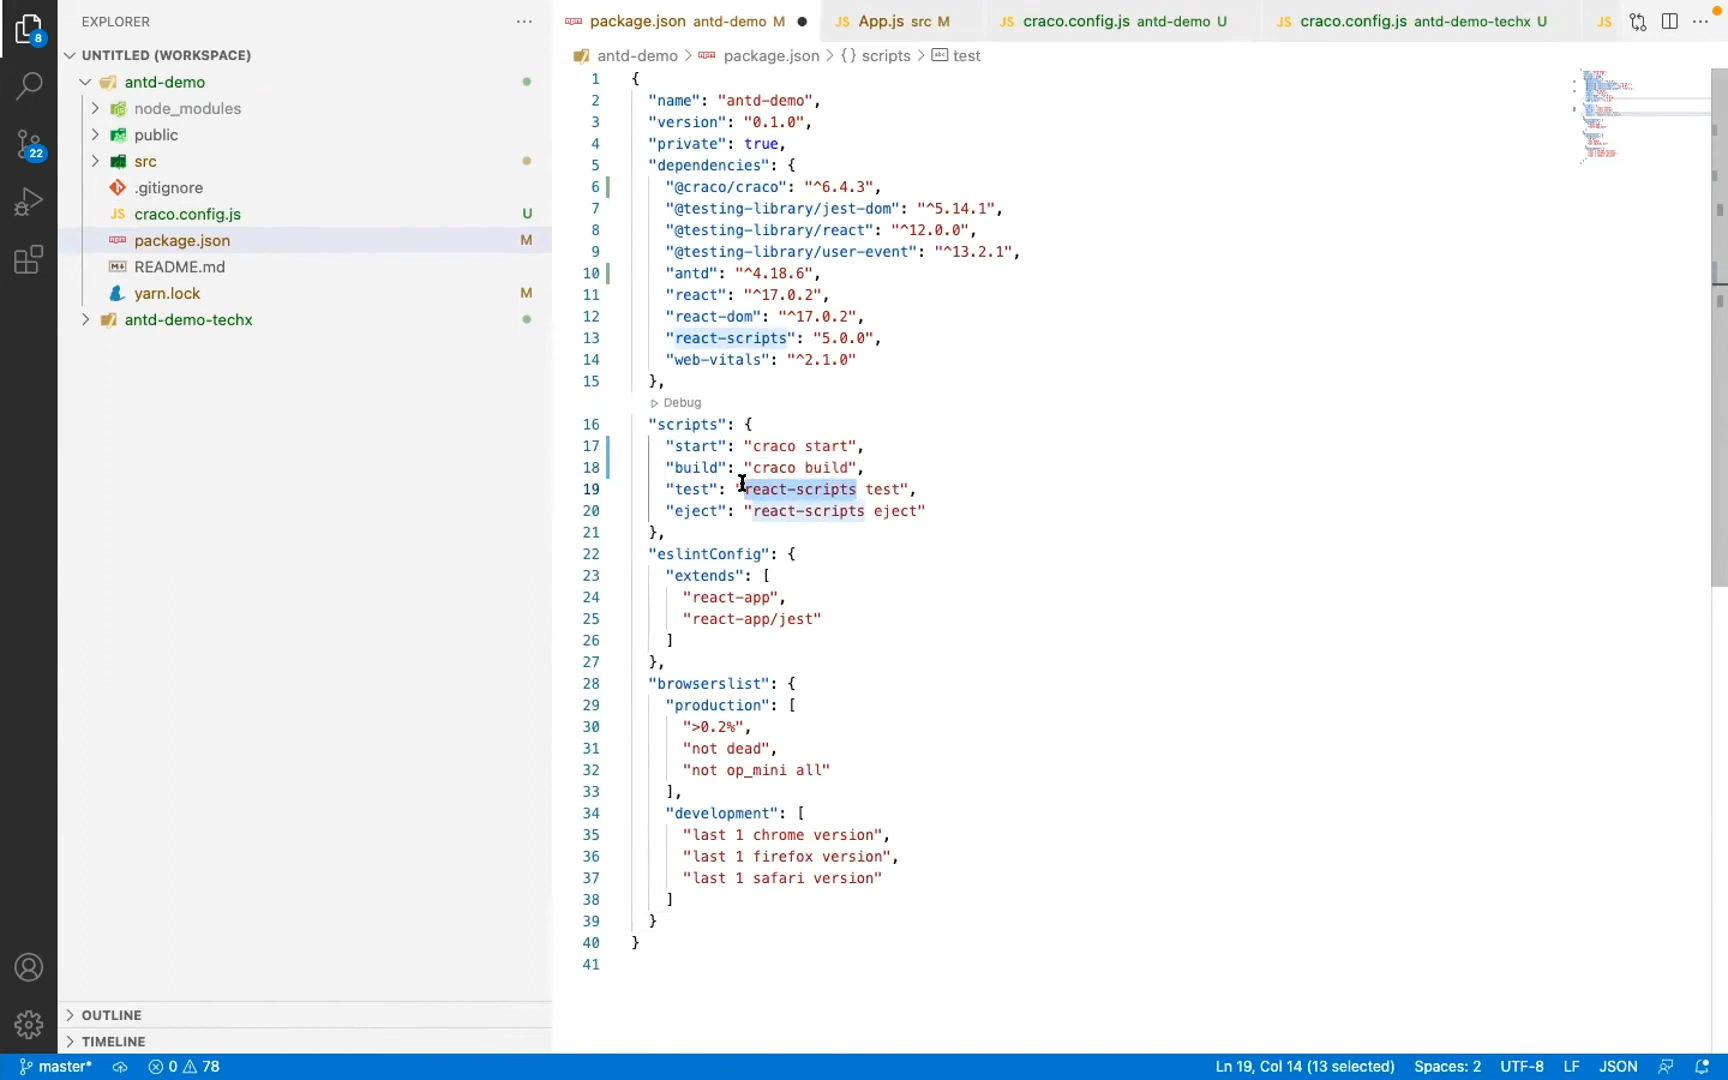 EXPLORER
UNTITLED (WORKSPACE)
antd-demo
node_modules
public
src
.gitignore
JS craco.config.js U
package.json M
README.md
yarn.lock M
antd-demo-techx
OUTLINE
TIMELINE
8
22
package.json antd-demo M
JS App.js src M
JS craco.config.js antd-demo U
JS craco.config.js antd-demo-techx U
JS
antd-demo > package.json > {} scripts > abc test
1 {
2 "name": "antd-demo",
3 "version": "0.1.0",
4 "private": true,
5 "dependencies": {
6 "@craco/craco": "^6.4.3",
7 "@testing-library/jest-dom": "^5.14.1",
8 "@testing-library/react": "^12.0.0",
9 "@testing-library/user-event": "^13.2.1",
10 "antd": "^4.18.6",
11 "react": "^17.0.2",
12 "react-dom": "^17.0.2",
13 "react-scripts": "5.0.0",
14 "web-vitals": "^2.1.0"
15 },
Debug
16 "scripts": {
17 "start": "craco start",
18 "build": "craco build",
19 "test": "react-scripts test",
20 "eject": "react-scripts eject"
21 },
22 "eslintConfig": {
23 "extends": [
24 "react-app",
25 "react-app/jest"
26 ]
27 },
28 "browserslist": {
29 "production": [
30 ">0.2%",
31 "not dead",
32 "not op_mini all"
33 ],
34 "development": [
35 "last 1 chrome version",
36 "last 1 firefox version",
37 "last 1 safari version"
38 ]
39 }
40 }
41
master* 0 78 Ln 19, Col 14 (13 selected) Spaces: 2 UTF-8 LF JSON